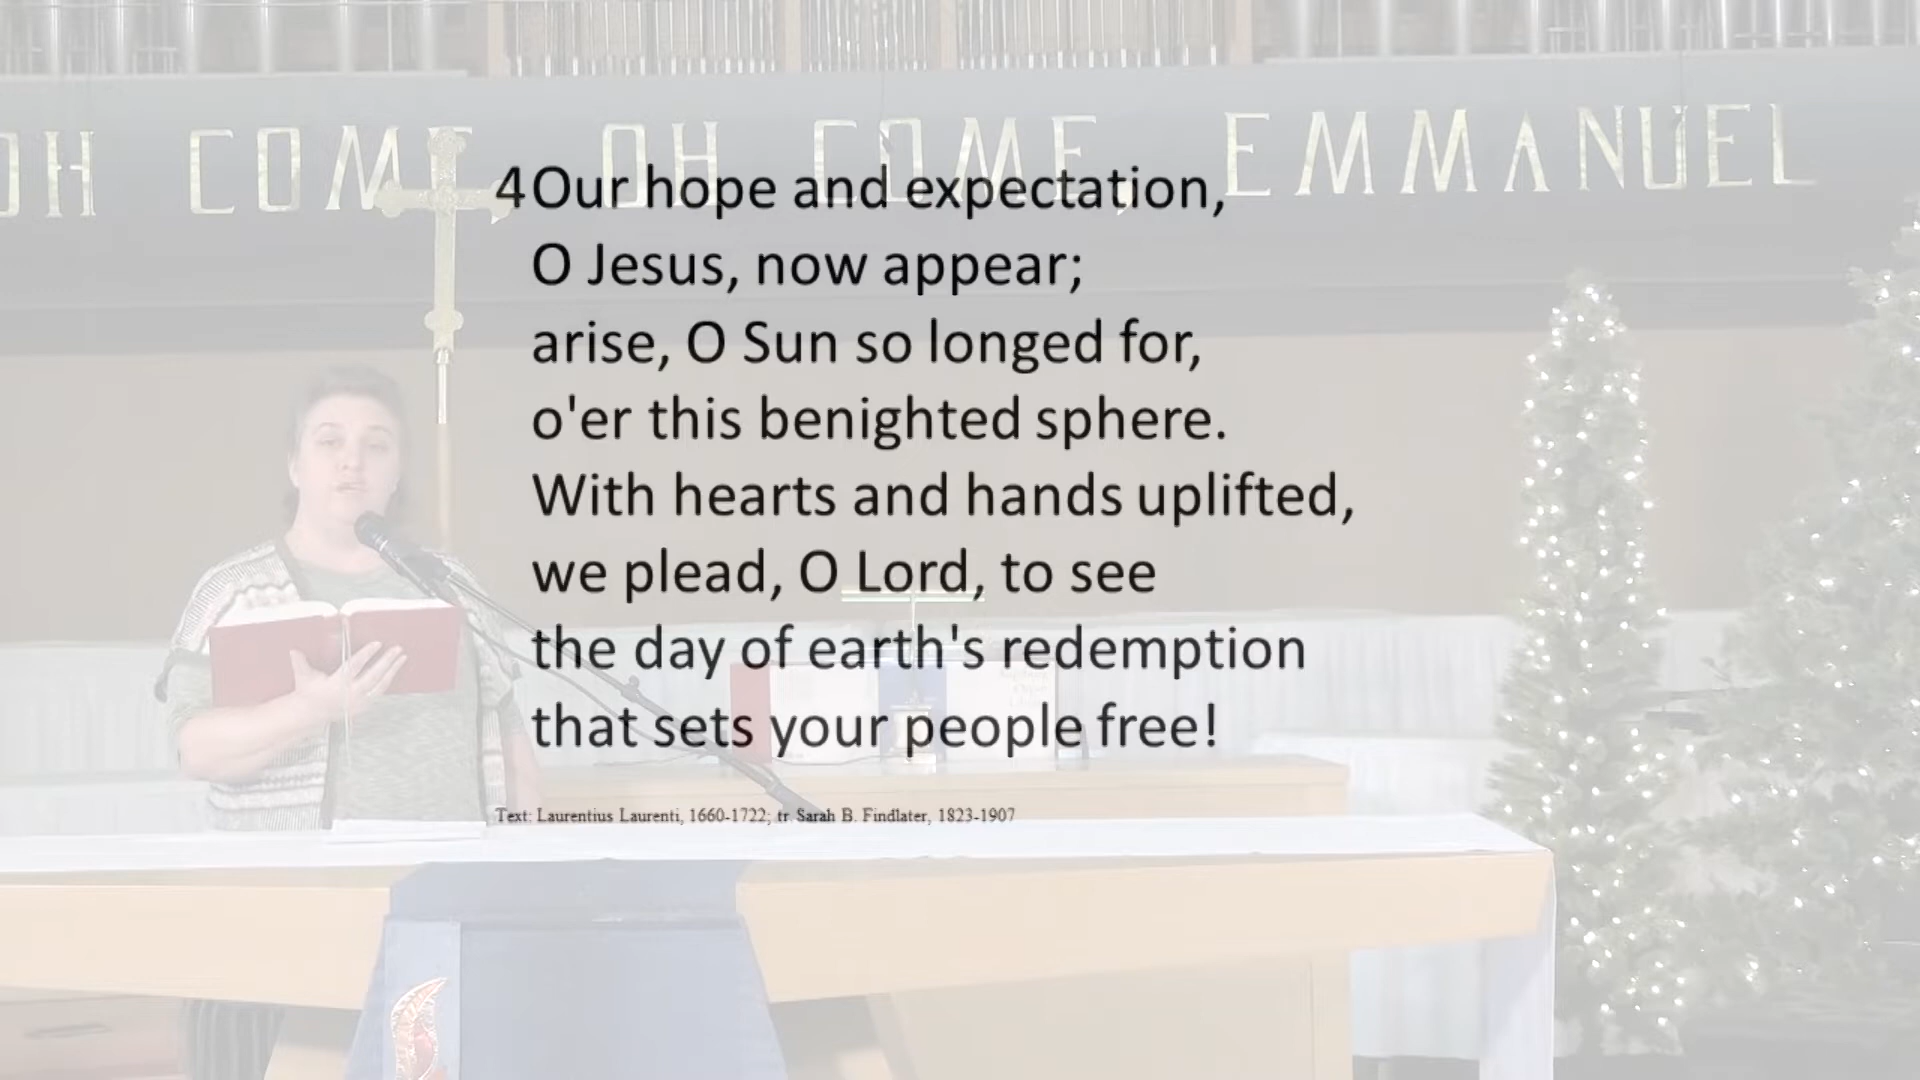 OH COME OH COME, EMMANUEL
4 Our hope and expectation,
O Jesus, now appear;
arise, O Sun so longed for,
o'er this benighted sphere.
With hearts and hands uplifted,
we plead, O Lord, to see
the day of earth's redemption
that sets your people free!
Text: Laurentius Laurenti, 1660-1722; tr. Sarah B. Findlater, 1823-1907